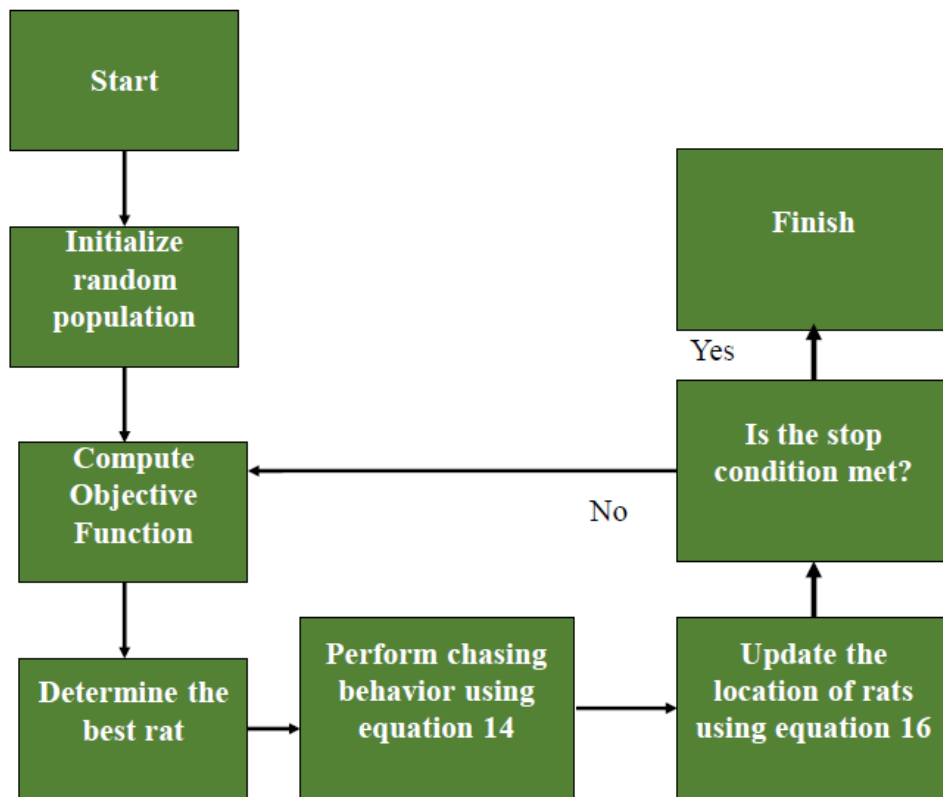 Start
Initialize
random
population
Compute
Objective
Function
Determine the
best rat
Perform chasing
behavior using
equation 14
Update the
location of rats
using equation 16
Is the stop
condition met?
No
Yes
Finish